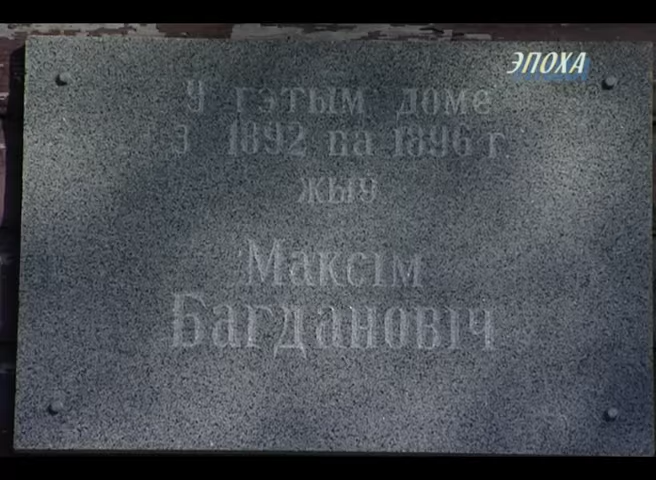 ЭПОХА
У гэтым доме
З 1892 па 1896 г.
жыў
Максім
Багдановіч